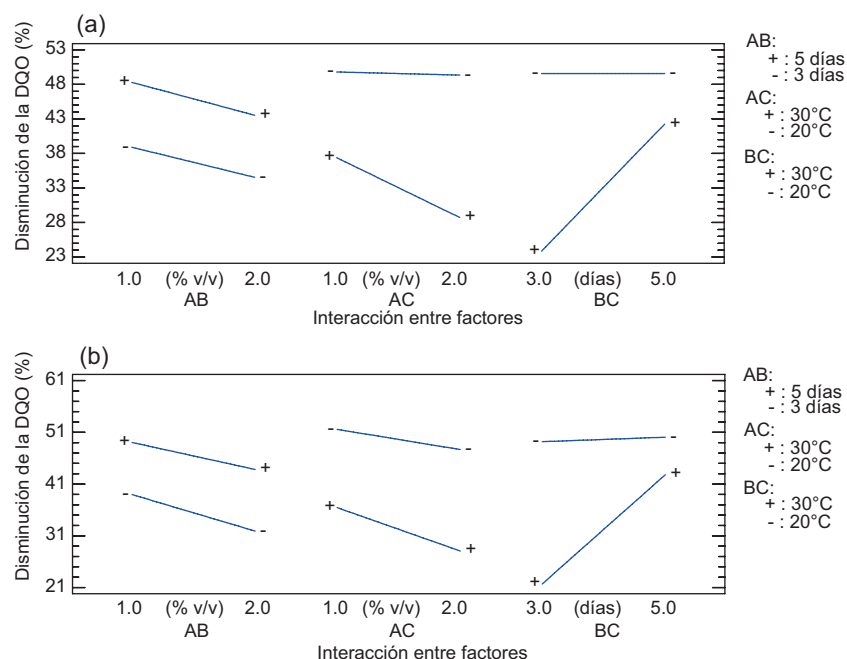 (a)
Disminución de la DQO (%)
53
48
43
38
33
28
23
+ + - -
- - + + - - + +
1.0 (% v/v) 2.0 1.0 (% v/v) 2.0 3.0 (días) 5.0
AB AC BC
Interacción entre factores
AB:
+ : 5 días
- : 3 días
AC:
+ : 30°C
- : 20°C
BC:
+ : 30°C
- : 20°C
(b)
Disminución de la DQO (%)
61
51
41
31
21
+ + - -
- - + + - - + +
1.0 (% v/v) 2.0 1.0 (% v/v) 2.0 3.0 (días) 5.0
AB AC BC
Interacción entre factores
AB:
+ : 5 días
- : 3 días
AC:
+ : 30°C
- : 20°C
BC:
+ : 30°C
- : 20°C